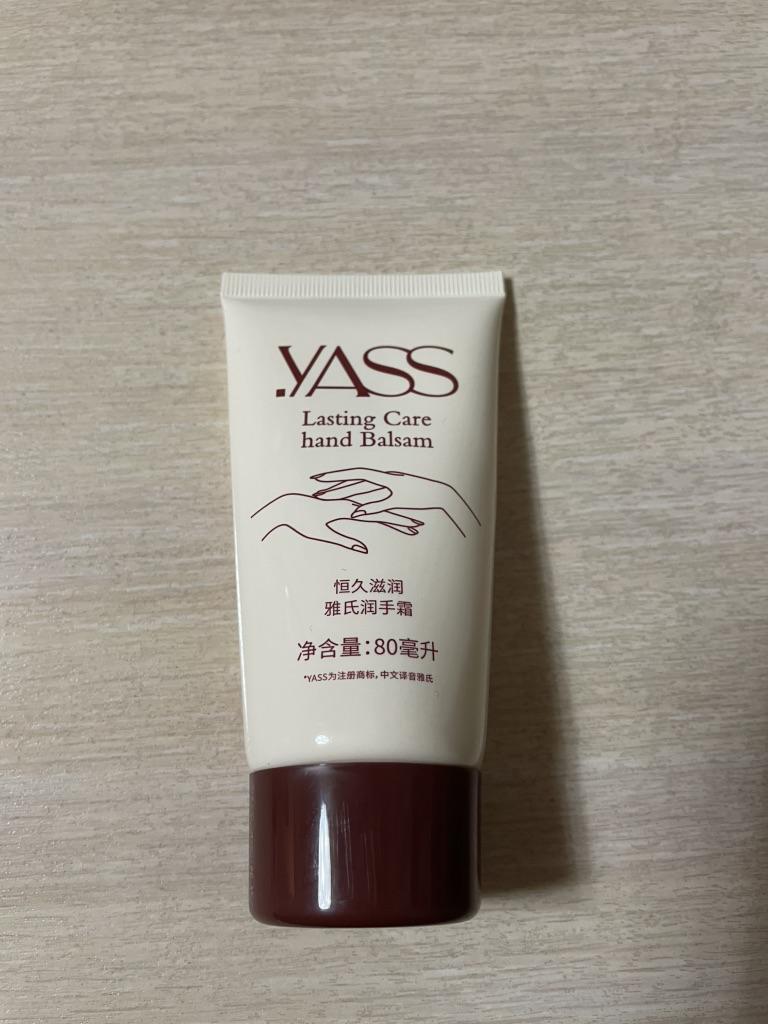 .YASS
Lasting Care
hand Balsam
恒久滋润
雅氏润手霜
净含量:80毫升
*YASS为注册商标,中文译音雅氏